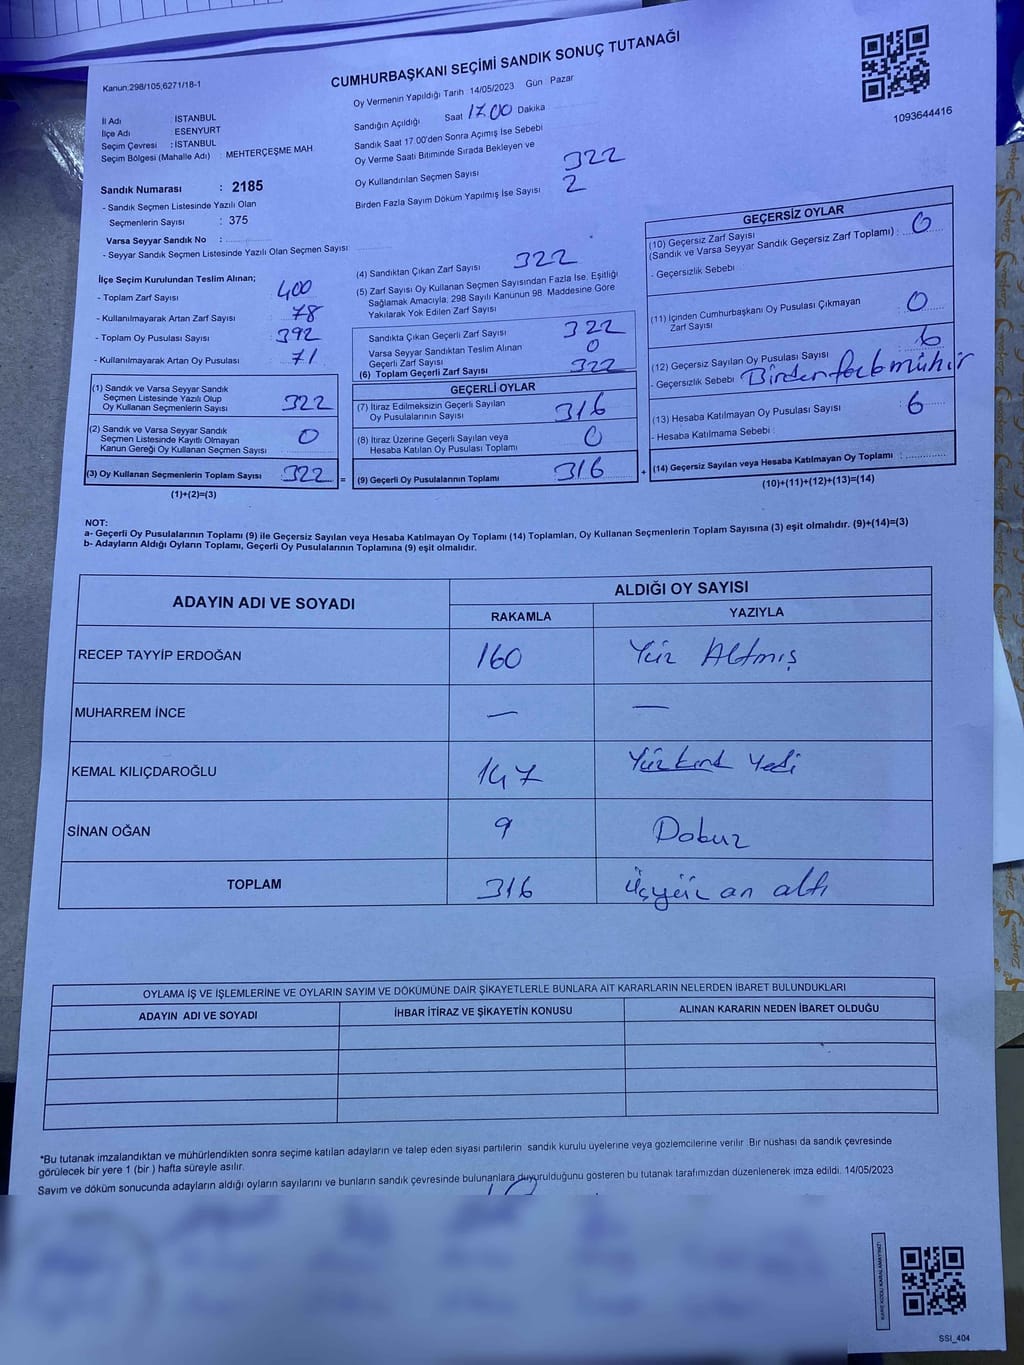 Kanun:298/105,6271/18-1
CUMHURBAŞKANI SEÇİMİ SANDIK SONUÇ TUTANAĞI
1093644416
İl Adı : İSTANBUL
İlçe Adı : ESENYURT
Seçim Çevresi : İSTANBUL
Seçim Bölgesi (Mahalle Adı) : MEHTERÇEŞME MAH.
Sandık Numarası : 2185
- Sandık Seçmen Listesinde Yazılı Olan
Seçmenlerin Sayısı : 375
Varsa Seyyar Sandık No :
- Seyyar Sandık Seçmen Listesinde Yazılı Olan Seçmen Sayısı
Oy Vermenin Yapıldığı Tarih 14/05/2023 Gün : Pazar
Sandığın Açıldığı Saat 17.00 Dakika
Sandık Saat 17:00'den Sonra Açımış İse Sebebi
Oy Verme Saati Bitiminde Sırada Bekleyen ve
Oy Kullandırılan Seçmen Sayısı 322
Birden Fazla Sayım Döküm Yapılmış İse Sayısı 2
İlçe Seçim Kurulundan Teslim Alınan;
- Toplam Zarf Sayısı 400
- Kullanılmayarak Artan Zarf Sayısı 78
- Toplam Oy Pusulası Sayısı 392
- Kullanılmayarak Artan Oy Pusulası 71
(1) Sandık ve Varsa Seyyar Sandık
Seçmen Listesinde Yazılı Olup
Oy Kullanan Seçmenlerin Sayısı 322
(2) Sandık ve Varsa Seyyar Sandık
Seçmen Listesinde Kayıtlı Olmayan
Kanun Gereği Oy Kullanan Seçmen Sayısı 0
(3) Oy Kullanan Seçmenlerin Toplam Sayısı 322 =
(1)+(2)=(3)
(4) Sandıktan Çıkan Zarf Sayısı 322
(5) Zarf Sayısı Oy Kullanan Seçmen Sayısından Fazla İse, Eşitliği
Sağlamak Amacıyla, 298 Sayılı Kanunun 98. Maddesine Göre
Yakılarak Yok Edilen Zarf Sayısı
Sandıkta Çıkan Geçerli Zarf Sayısı 322
Varsa Seyyar Sandıktan Teslim Alınan
Geçerli Zarf Sayısı 0
(6) Toplam Geçerli Zarf Sayısı 322
GEÇERLİ OYLAR
(7) İtiraz Edilmeksizin Geçerli Sayılan
Oy Pusulalarının Sayısı 316
(8) İtiraz Üzerine Geçerli Sayılan veya
Hesaba Katılan Oy Pusulası Toplamı 0
(9) Geçerli Oy Pusulalarının Toplamı 316 +
GEÇERSİZ OYLAR
(10) Geçersiz Zarf Sayısı
(Sandık ve Varsa Seyyar Sandık Geçersiz Zarf Toplamı) : 0
- Geçersizlik Sebebi
(11) İçinden Cumhurbaşkanı Oy Pusulası Çıkmayan
Zarf Sayısı 0
(12) Geçersiz Sayılan Oy Pusulası Sayısı 6
- Geçersizlik Sebebi Birden mühür
(13) Hesaba Katılmayan Oy Pusulası Sayısı 6
- Hesaba Katılmama Sebebi :
(14) Geçersiz Sayılan veya Hesaba Katılmayan Oy Toplamı :
(10)+(11)+(12)+(13)=(14)
NOT:
a- Geçerli Oy Pusulalarının Toplamı (9) ile Geçersiz Sayılan veya Hesaba Katılmayan Oy Toplamı (14) Toplamları, Oy Kullanan Seçmenlerin Toplam Sayısına (3) eşit olmalıdır. (9)+(14)=(3)
b- Adayların Aldığı Oyların Toplamı, Geçerli Oy Pusulalarının Toplamına (9) eşit olmalıdır.
ADAYIN ADI VE SOYADI ALDIĞI OY SAYISI
RAKAMLA YAZIYLA
RECEP TAYYİP ERDOĞAN 160 Yüz Altmış
MUHARREM İNCE — —
KEMAL KILIÇDAROĞLU 147 Yüzkırk Yedi
SİNAN OĞAN 9 Dokuz
TOPLAM 316 üçyüz on altı
OYLAMA İŞ VE İŞLEMLERİNE VE OYLARIN SAYIM VE DÖKÜMÜNE DAİR ŞİKAYETLERLE BUNLARA AİT KARARLARIN NELERDEN İBARET BULUNDUKLARI
ADAYIN ADI VE SOYADI İHBAR İTİRAZ VE ŞİKAYETİN KONUSU ALINAN KARARIN NEDEN İBARET OLDUĞU
*Bu tutanak imzalandıktan ve mühürlendikten sonra seçime katılan adayların ve talep eden siyasi partilerin sandık kurulu üyelerine veya gözlemcilerine verilir. Bir nüshası da sandık çevresinde
görülecek bir yere 1 (bir ) hafta süreyle asılır.
Sayım ve döküm sonucunda adayların aldığı oyların sayılarını ve bunların sandık çevresinde bulunanlara duyurulduğunu gösteren bu tutanak tarafımızdan düzenlenerek imza edildi. 14/05/2023
KARE KODU KARALAMAYINIZ!
SSI_404